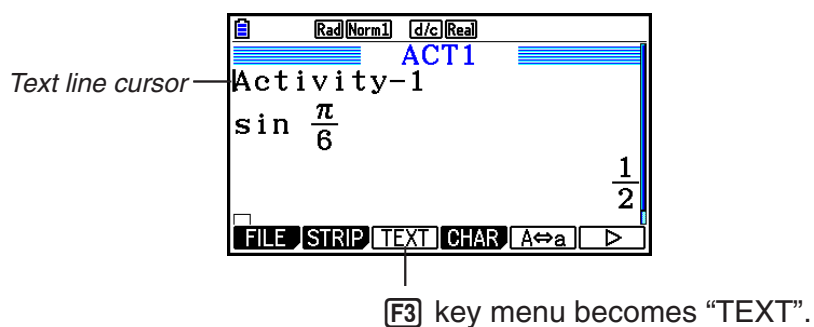 Rad Norm1 d/c Real
ACT1
Text line cursor
Activity-1
sin π/6
1/2
FILE STRIP TEXT CHAR A⇔a ▷
F3 key menu becomes “TEXT”.